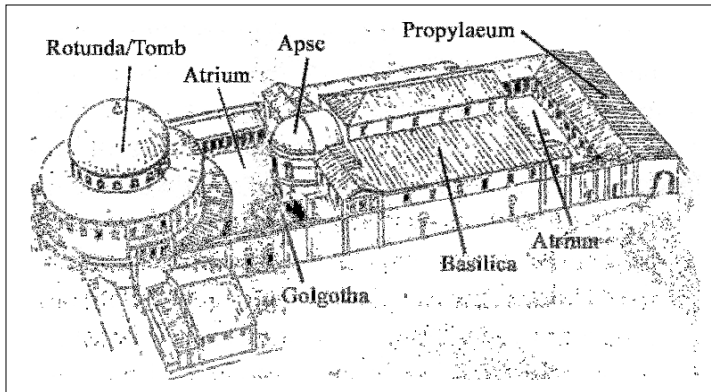 Propylaeum
Apse
Rotunda/Tomb
Atrium
Atrium
Basilica
Golgotha